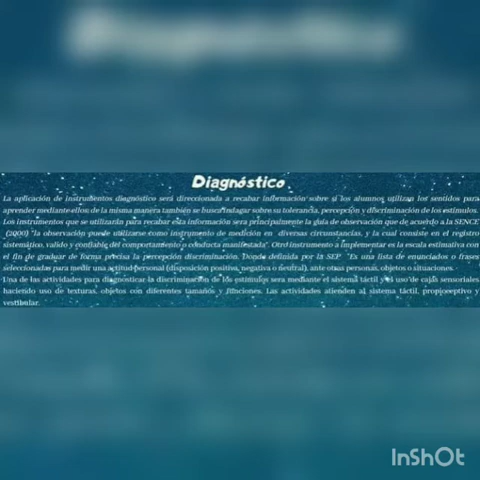 Diagnóstico
La aplicación de instrumentos diagnóstico será direccionada a recabar información sobre si los alumnos utilizan los sentidos para
aprender mediante ellos de la misma manera también se busca indagar sobre su tolerancia, percepción y discriminación de los estímulos.
Los instrumentos que se utilizarán para recabar esta información será principalmente la guía de observación que de acuerdo a la SENCE
(2000) "la observación puede utilizarse como instrumento de medición en diversas circunstancias, y la cual consiste en el registro
sistemático, valido y confiable del comportamiento o conducta manifestada". Otro instrumento a implementar es la escala estimativa con
el fin de graduar de forma precisa la percepción discriminación. Donde definida por la SEP "Es una lista de enunciados o frases
seleccionadas para medir una actitud personal (disposición positiva, negativa o neutral), ante otras personas, objetos o situaciones.
Una de las actividades para diagnosticar la discriminación de los estímulos será mediante el sistema táctil y el uso de cajas sensoriales
haciendo uso de texturas, objetos con diferentes tamaños y funciones. Las actividades atienden al sistema táctil, propioceptivo y
vestibular.
InShOt